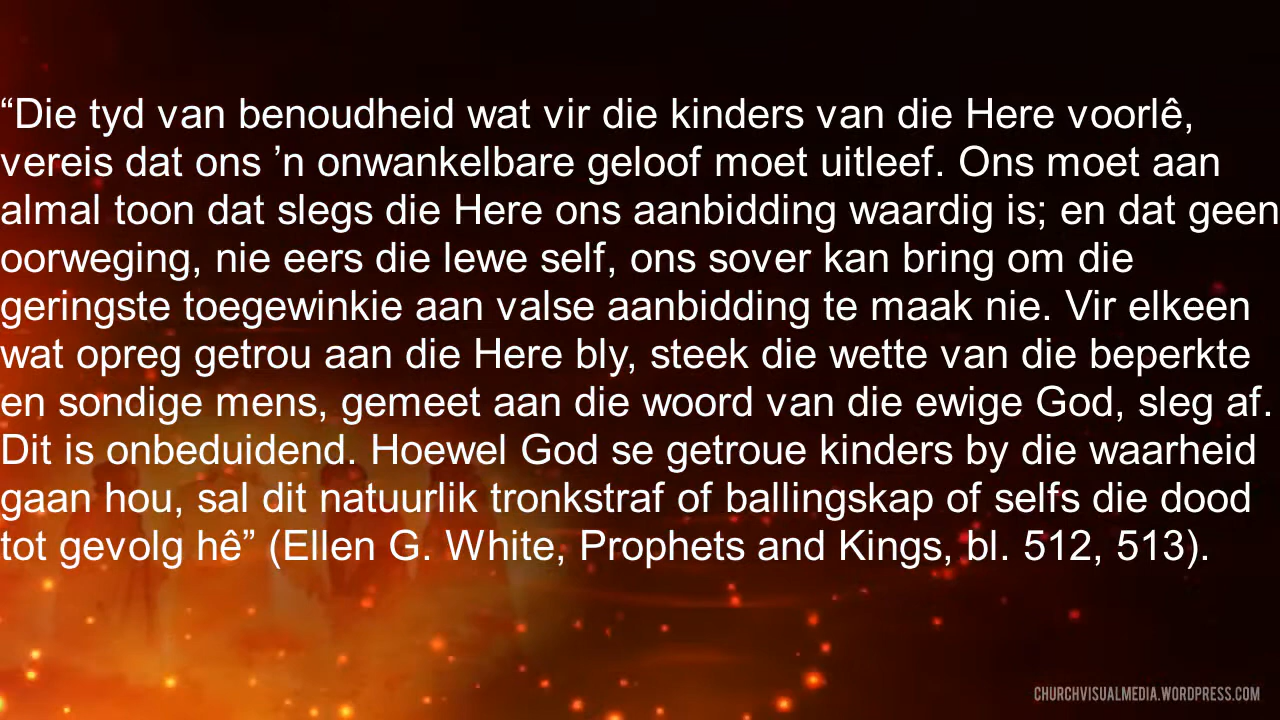 “Die tyd van benoudheid wat vir die kinders van die Here voorlê,
vereis dat ons ’n onwankelbare geloof moet uitleef. Ons moet aan
almal toon dat slegs die Here ons aanbidding waardig is; en dat geen
oorweging, nie eers die lewe self, ons sover kan bring om die
geringste toegewinkie aan valse aanbidding te maak nie. Vir elkeen
wat opreg getrou aan die Here bly, steek die wette van die beperkte
en sondige mens, gemeet aan die woord van die ewige God, sleg af.
Dit is onbeduidend. Hoewel God se getroue kinders by die waarheid
gaan hou, sal dit natuurlik tronkstraf of ballingskap of selfs die dood
tot gevolg hê” (Ellen G. White, Prophets and Kings, bl. 512, 513).
CHURCHVISUALMEDIA.WORDPRESS.COM